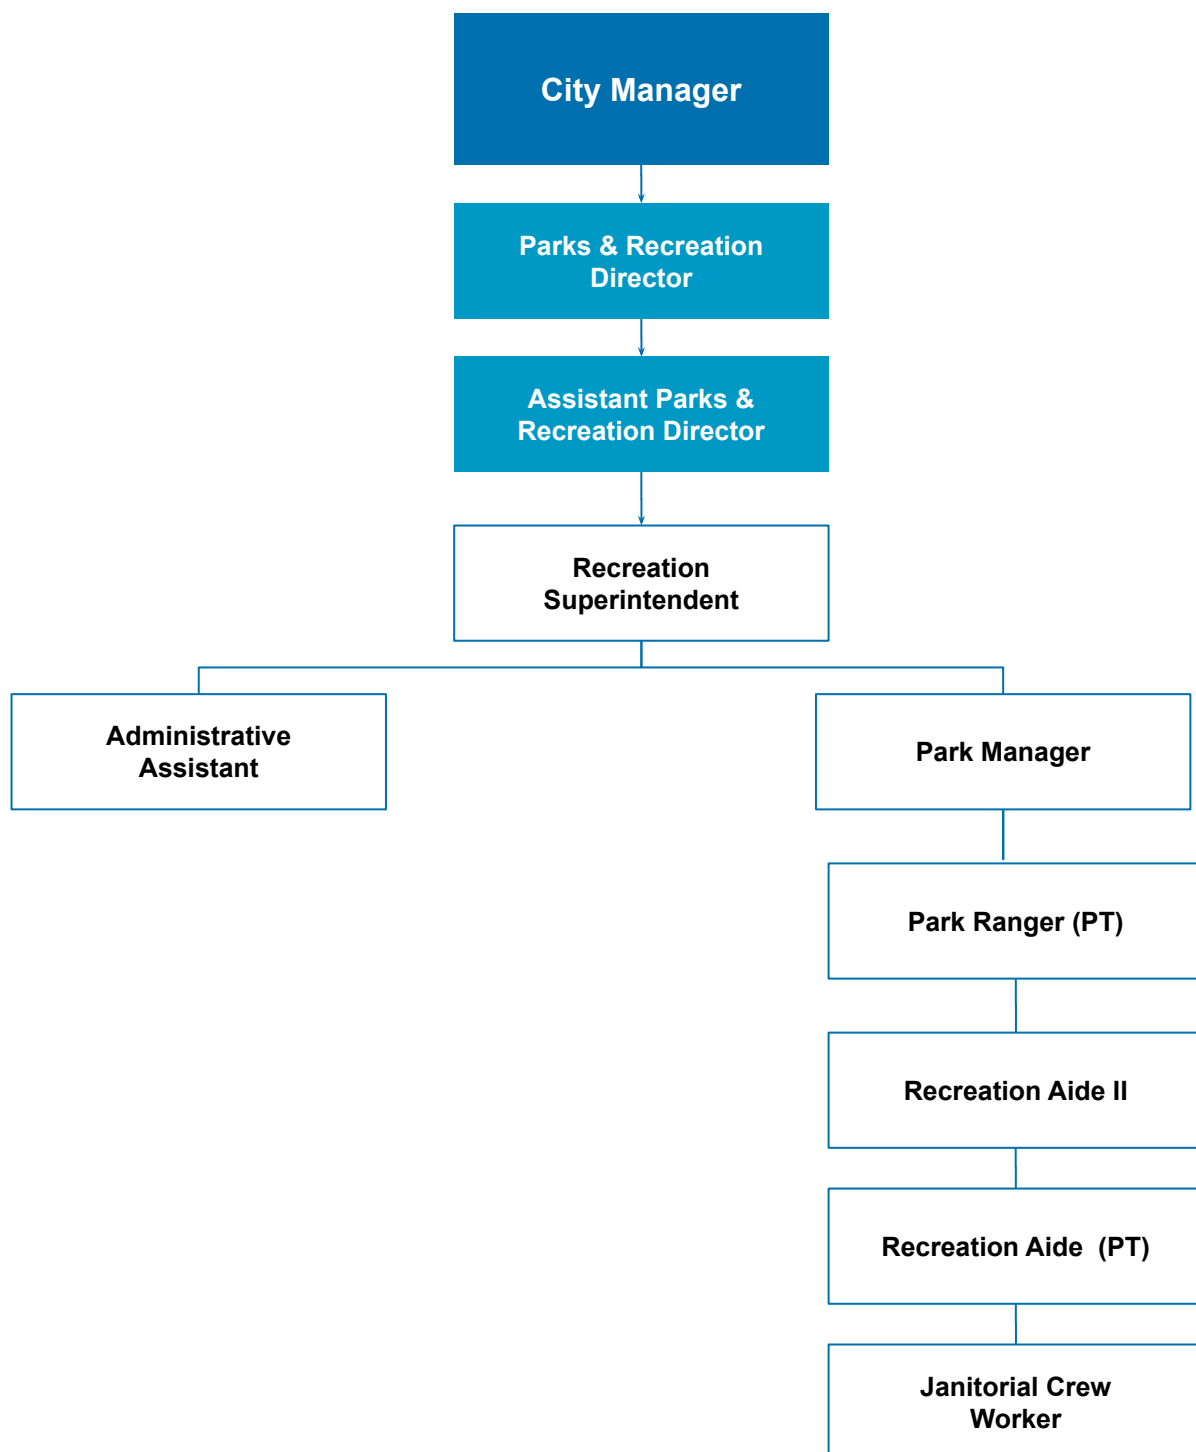 City Manager
Parks & Recreation
Director
Assistant Parks &
Recreation Director
Recreation
Superintendent
Administrative
Assistant
Park Manager
Park Ranger (PT)
Recreation Aide II
Recreation Aide  (PT)
Janitorial Crew
Worker